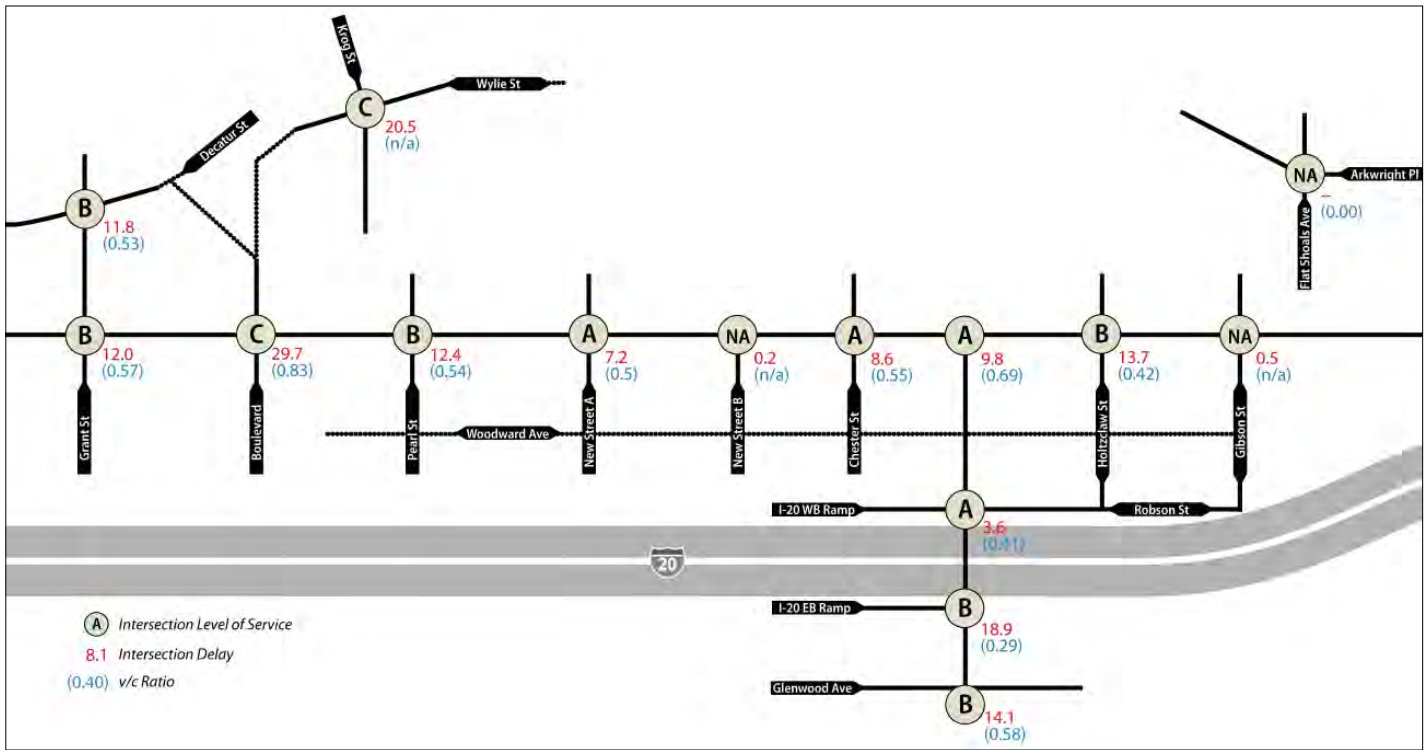 Krog St
Wylie St
C
20.5
(n/a)
Decatur St
B
11.8
(0.53)
NA
Arkwright Pl
–
(0.00)
Flat Shoals Ave
B
12.0
(0.57)
Grant St
C
29.7
(0.83)
Boulevard
B
12.4
(0.54)
Pearl St
A
7.2
(0.5)
New Street A
NA
0.2
(n/a)
New Street B
A
8.6
(0.55)
Chester St
A
9.8
(0.69)
B
13.7
(0.42)
Holtzclaw St
NA
0.5
(n/a)
Gibson St
Woodward Ave
I-20 WB Ramp
A
3.6
(0.41)
Robson St
20
I-20 EB Ramp
B
18.9
(0.29)
Glenwood Ave
B
14.1
(0.58)
A Intersection Level of Service
8.1 Intersection Delay
(0.40) v/c Ratio